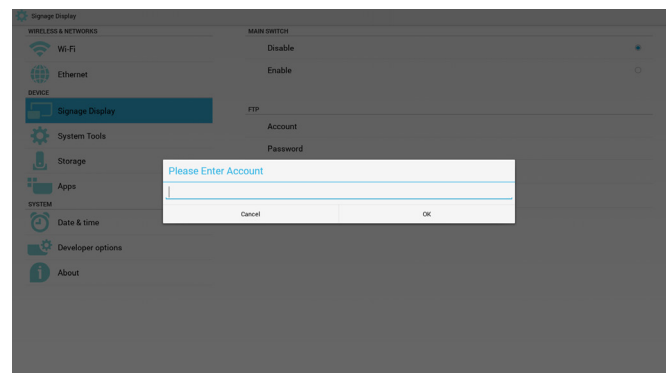 Signage Display
WIRELESS & NETWORKS
Wi-Fi
Ethernet
DEVICE
Signage Display
System Tools
Storage
Apps
SYSTEM
Date & time
Developer options
About
MAIN SWITCH
Disable
Enable
FTP
Account
Password
Please Enter Account
Cancel
OK